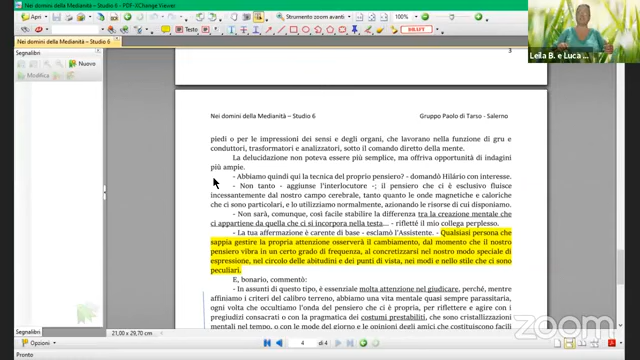 Nei domini della Medianità – Studio 6 - PDF-XChange Viewer
Apri
Strumento zoom avanti
100%
Testo
DRAFT
Nei domini della Medianità – Studio 6
Segnalibri
Nuovo
Modifica
3
Nei domini della Medianità – Studio 6 Gruppo Paolo di Tarso - Salerno
piedi o per le impressioni dei sensi e degli organi, che lavorano nella funzione di gru e
conduttori, trasformatori e analizzatori, sotto il comando diretto della mente.
La delucidazione non poteva essere più semplice, ma offriva opportunità di indagini
più ampie.
- Abbiamo quindi qui la tecnica del proprio pensiero? - domandò Hilário con interesse.
- Non tanto - aggiunse l'interlocutore -; il pensiero che ci è esclusivo fluisce
incessantemente dal nostro campo cerebrale, tanto quanto le onde magnetiche e caloriche
che ci sono particolari, e lo utilizziamo normalmente, azionando le risorse di cui disponiamo.
- Non sarà, comunque, così facile stabilire la differenza tra la creazione mentale che
ci appartiene da quella che ci si incorpora nella testa... - riflettè il mio collega perplesso.
- La tua affermazione è carente di base - esclamò l'Assistente. - Qualsiasi persona che
sappia gestire la propria attenzione osserverà il cambiamento, dal momento che il nostro
pensiero vibra in un certo grado di frequenza, al concretizzarsi nel nostro modo speciale di
espressione, nel circolo delle abitudini e dei punti di vista, nei modi e nello stile che ci sono
peculiari.
E, bonario, commentò:
- In assunti di questo tipo, è essenziale molta attenzione nel giudicare, perché, mentre
affiniamo i criteri del calibro terreno, abbiamo una vita mentale quasi sempre parassitaria,
ogni volta che occultiamo l'onda del pensiero che ci è propria, per riflettere e agire con i
pregiudizi consacrati o con la pragmatica dei costumi prestabiliti, che sono cristallizzazioni
mentali nel tempo, o con le mode del giorno e le opinioni degli amici che costituiscono facili
Segnalibri
21,00 x 29,70 cm
Opzioni
4 di 4
Pronto
Leila B. e Luca ...
zoom